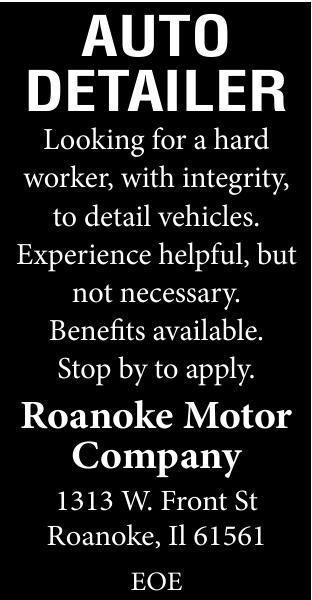 AUTO
DETAILER
Looking for a hard
worker, with integrity,
to detail vehicles.
Experience helpful, but
not necessary.
Benefits available.
Stop by to apply.
Roanoke Motor
Company
1313 W. Front St
Roanoke, Il 61561
EOE